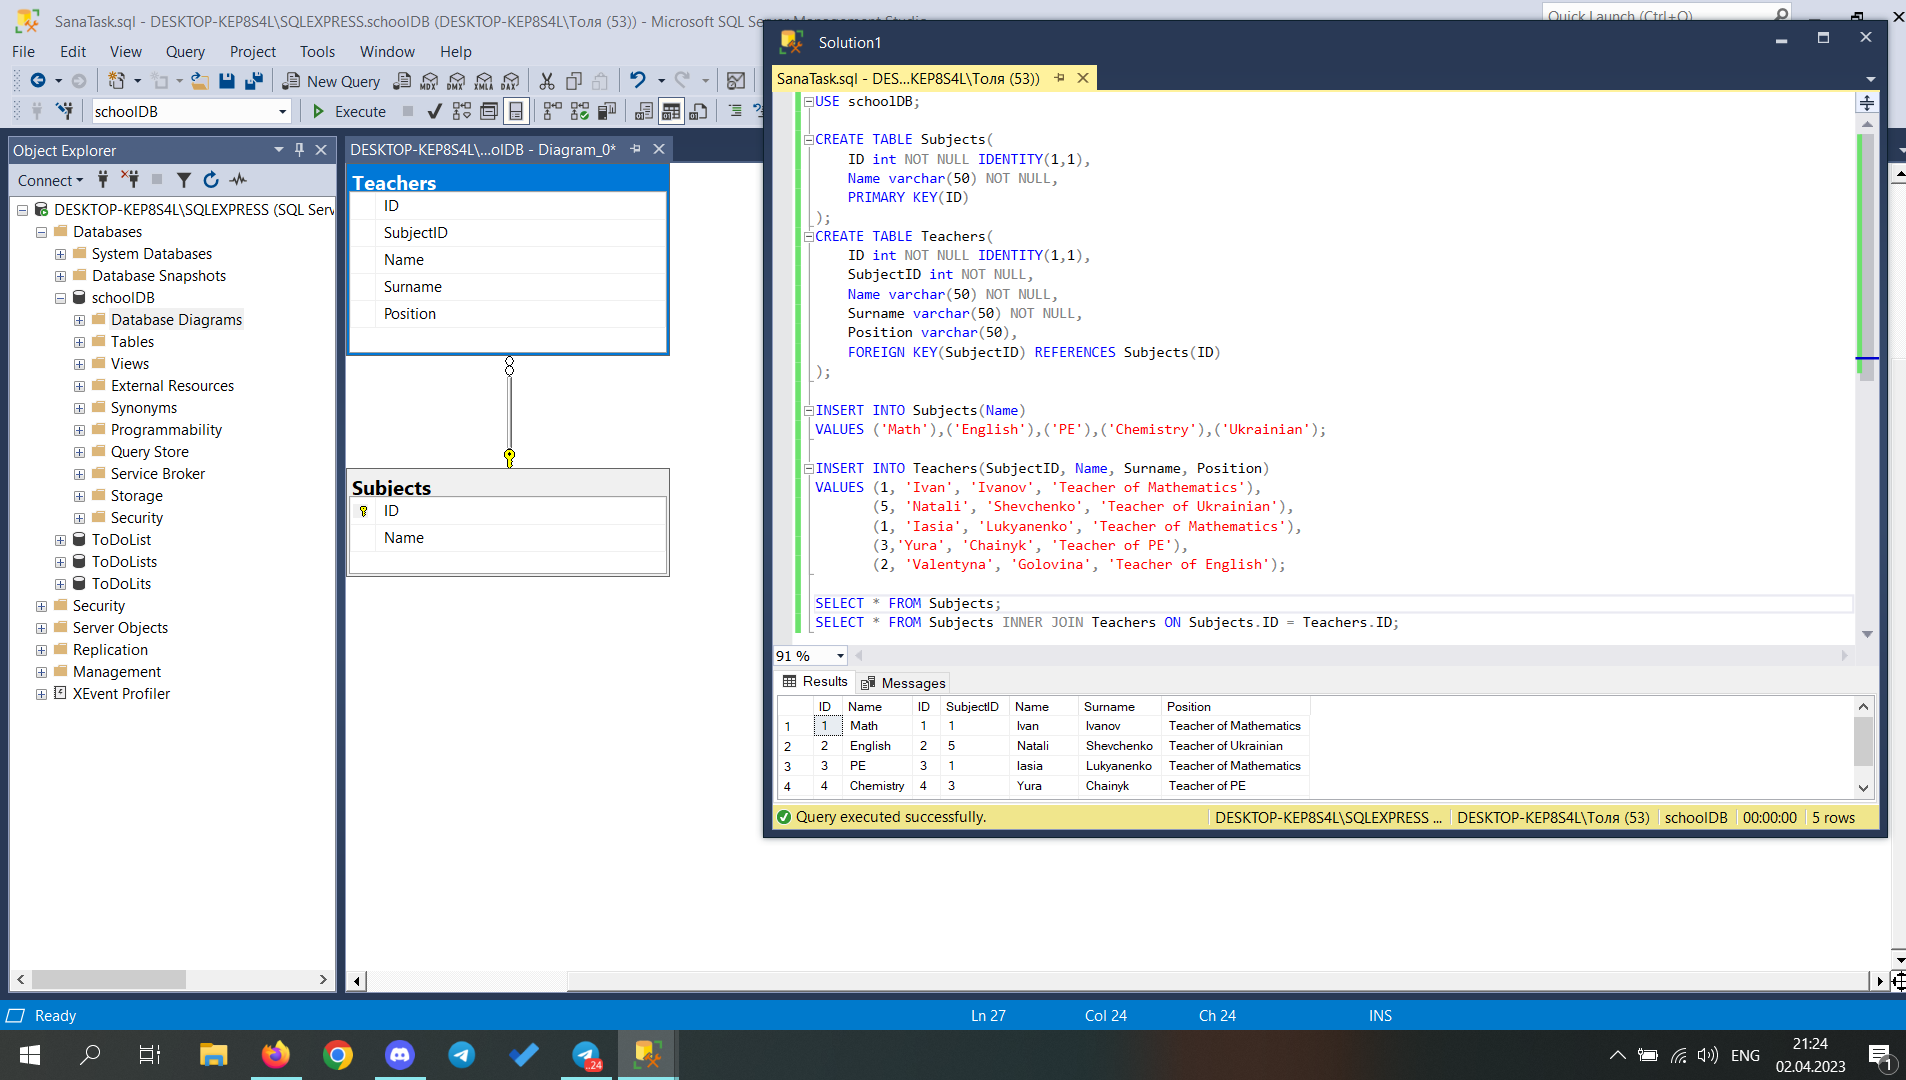 SanaTask.sql - DESKTOP-KEP8S4L\SQLEXPRESS.schoolDB (DESKTOP-KEP8S4L\Толя (53)) - Microsoft SQL Server Management Studio
Quick Launch (Ctrl+Q)
File Edit View Query Project Tools Window Help
New Query
MDX DMX XMLA DAX
schoolDB
Execute
Object Explorer
Connect
DESKTOP-KEP8S4L\SQLEXPRESS (SQL Serv
Databases
System Databases
Database Snapshots
schoolDB
Database Diagrams
Tables
Views
External Resources
Synonyms
Programmability
Query Store
Service Broker
Storage
Security
ToDoList
ToDoLists
ToDoLits
Security
Server Objects
Replication
Management
XEvent Profiler
DESKTOP-KEP8S4L\...olDB - Diagram_0*
Teachers
ID
SubjectID
Name
Surname
Position
Subjects
ID
Name
Solution1
SanaTask.sql - DES...KEP8S4L\Толя (53))
USE schoolDB;
CREATE TABLE Subjects(
ID int NOT NULL IDENTITY(1,1),
Name varchar(50) NOT NULL,
PRIMARY KEY(ID)
);
CREATE TABLE Teachers(
ID int NOT NULL IDENTITY(1,1),
SubjectID int NOT NULL,
Name varchar(50) NOT NULL,
Surname varchar(50) NOT NULL,
Position varchar(50),
FOREIGN KEY(SubjectID) REFERENCES Subjects(ID)
);
INSERT INTO Subjects(Name)
VALUES ('Math'),('English'),('PE'),('Chemistry'),('Ukrainian');
INSERT INTO Teachers(SubjectID, Name, Surname, Position)
VALUES (1, 'Ivan', 'Ivanov', 'Teacher of Mathematics'),
(5, 'Natali', 'Shevchenko', 'Teacher of Ukrainian'),
(1, 'Iasia', 'Lukyanenko', 'Teacher of Mathematics'),
(3,'Yura', 'Chainyk', 'Teacher of PE'),
(2, 'Valentyna', 'Golovina', 'Teacher of English');
SELECT * FROM Subjects;
SELECT * FROM Subjects INNER JOIN Teachers ON Subjects.ID = Teachers.ID;
91 %
Results Messages
ID Name ID SubjectID Name Surname Position
1 1 Math 1 1 Ivan Ivanov Teacher of Mathematics
2 2 English 2 5 Natali Shevchenko Teacher of Ukrainian
3 3 PE 3 1 Iasia Lukyanenko Teacher of Mathematics
4 4 Chemistry 4 3 Yura Chainyk Teacher of PE
Query executed successfully. DESKTOP-KEP8S4L\SQLEXPRESS ... DESKTOP-KEP8S4L\Толя (53) schoolDB 00:00:00 5 rows
Ready Ln 27 Col 24 Ch 24 INS
..24
ENG
21:24
02.04.2023
1